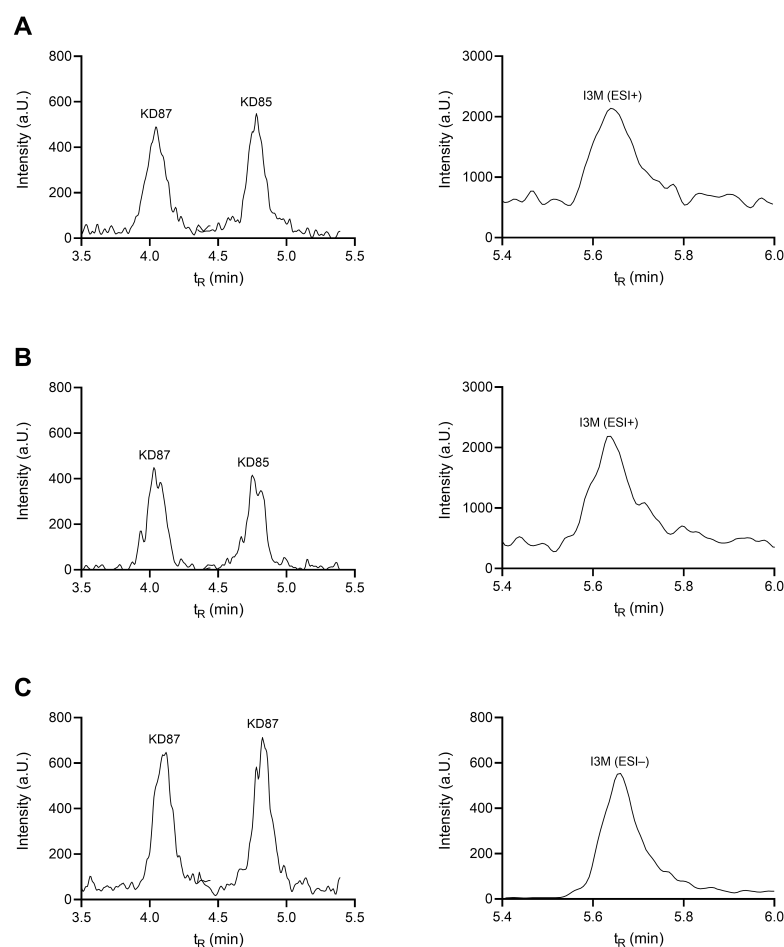 A
800
600
400
200
0
Intensity (a.U.)
KD87
KD85
3.5
4.0
4.5
5.0
5.5
tR (min)
3000
2000
1000
0
Intensity (a.U.)
I3M (ESI+)
5.4
5.6
5.8
6.0
tR (min)
B
800
600
400
200
0
Intensity (a.U.)
KD87
KD85
3.5
4.0
4.5
5.0
5.5
tR (min)
3000
2000
1000
0
Intensity (a.U.)
I3M (ESI+)
5.4
5.6
5.8
6.0
tR (min)
C
800
600
400
200
0
Intensity (a.U.)
KD87
KD87
3.5
4.0
4.5
5.0
5.5
tR (min)
800
600
400
200
0
Intensity (a.U.)
I3M (ESI–)
5.4
5.6
5.8
6.0
tR (min)